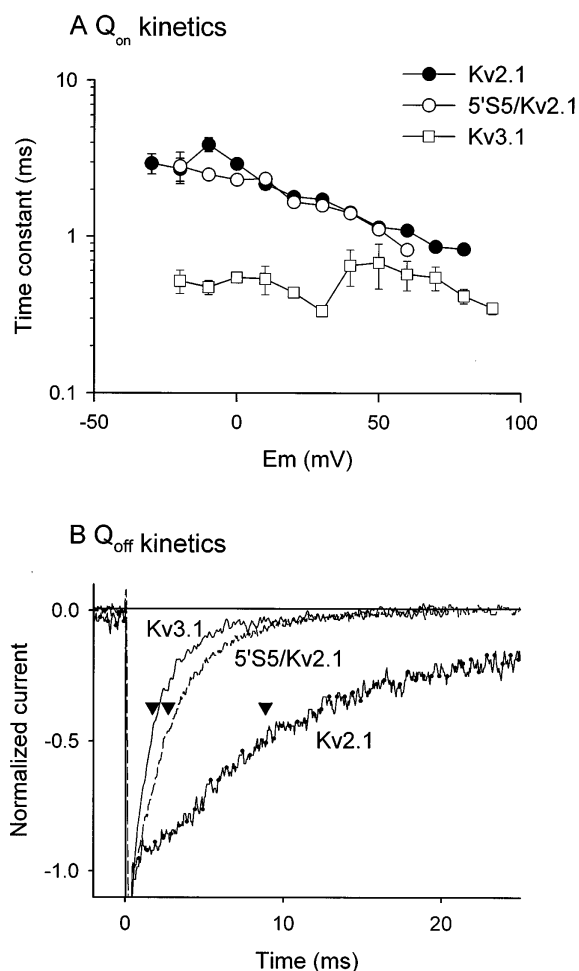 A Qon kinetics
Kv2.1
5'S5/Kv2.1
Kv3.1
10
1
0.1
Time constant (ms)
-50
0
50
100
Em (mV)
B Qoff kinetics
0.0
-0.5
-1.0
Normalized current
Kv3.1
5'S5/Kv2.1
Kv2.1
0
10
20
Time (ms)